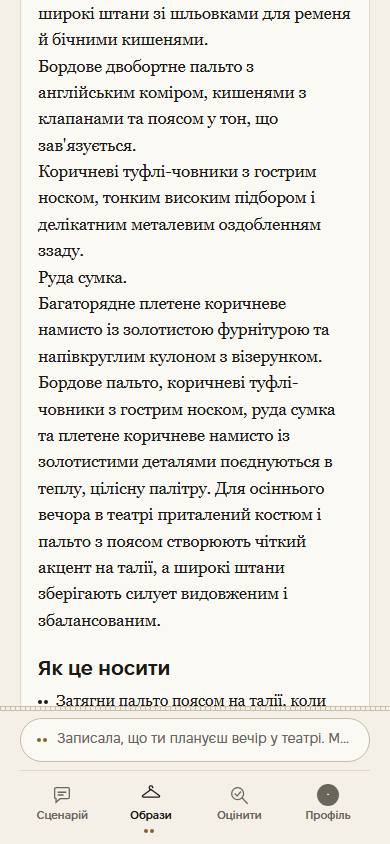 широкі штани зі шльовками для ременя
й бічними кишенями.
Бордове двобортне пальто з
англійським коміром, кишенями з
клапанами та поясом у тон, що
зав'язується.
Коричневі туфлі-човники з гострим
носком, тонким високим підбором і
делікатним металевим оздобленням
ззаду.
Руда сумка.
Багаторядне плетене коричневе
намисто із золотистою фурнітурою та
напівкруглим кулоном з візерунком.
Бордове пальто, коричневі туфлі-
човники з гострим носком, руда сумка
та плетене коричневе намисто із
золотистими деталями поєднуються в
теплу, цілісну палітру. Для осіннього
вечора в театрі приталений костюм і
пальто з поясом створюють чіткий
акцент на талії, а широкі штани
зберігають силует видовженим і
збалансованим.
Як це носити
Затягни пальто поясом на талії, коли
Записала, що ти плануєш вечір у театрі. М...
Сценарій
Образи
Оцінити
Профіль